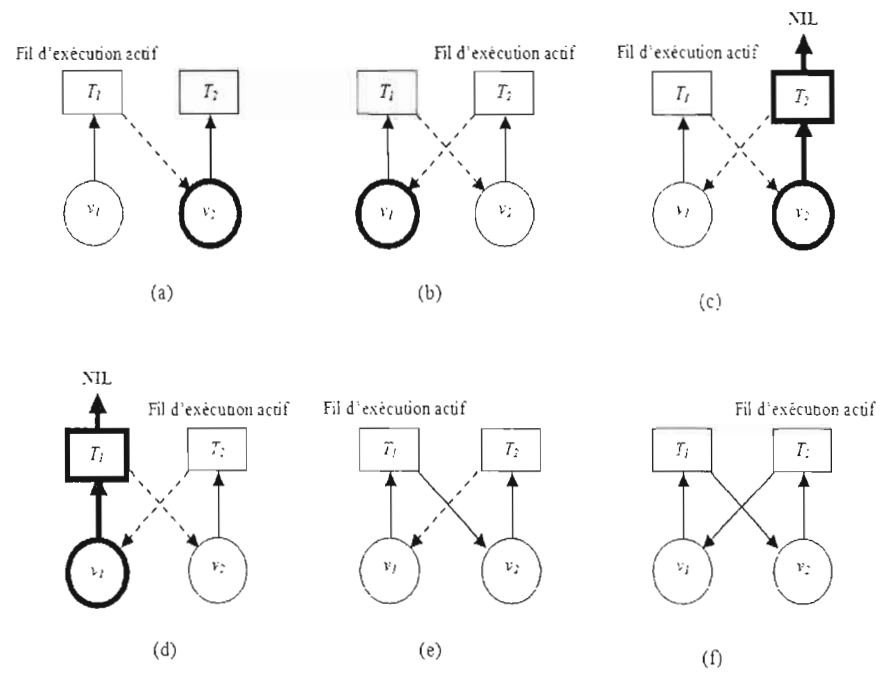 NIL
Fil d'exécution actif
Fil d'exécution actif
Fil d'exécution actif
T1 T2
T1 T2
T1 T2
v1 v2
v1 v2
v1 v2
(a) (b) (c)
NIL
Fil d'exécution actif
Fil d'exécution actif
Fil d'exécution actif
T1 T2
T1 T2
T1 T2
v1 v2
v1 v2
v1 v2
(d) (e) (f)